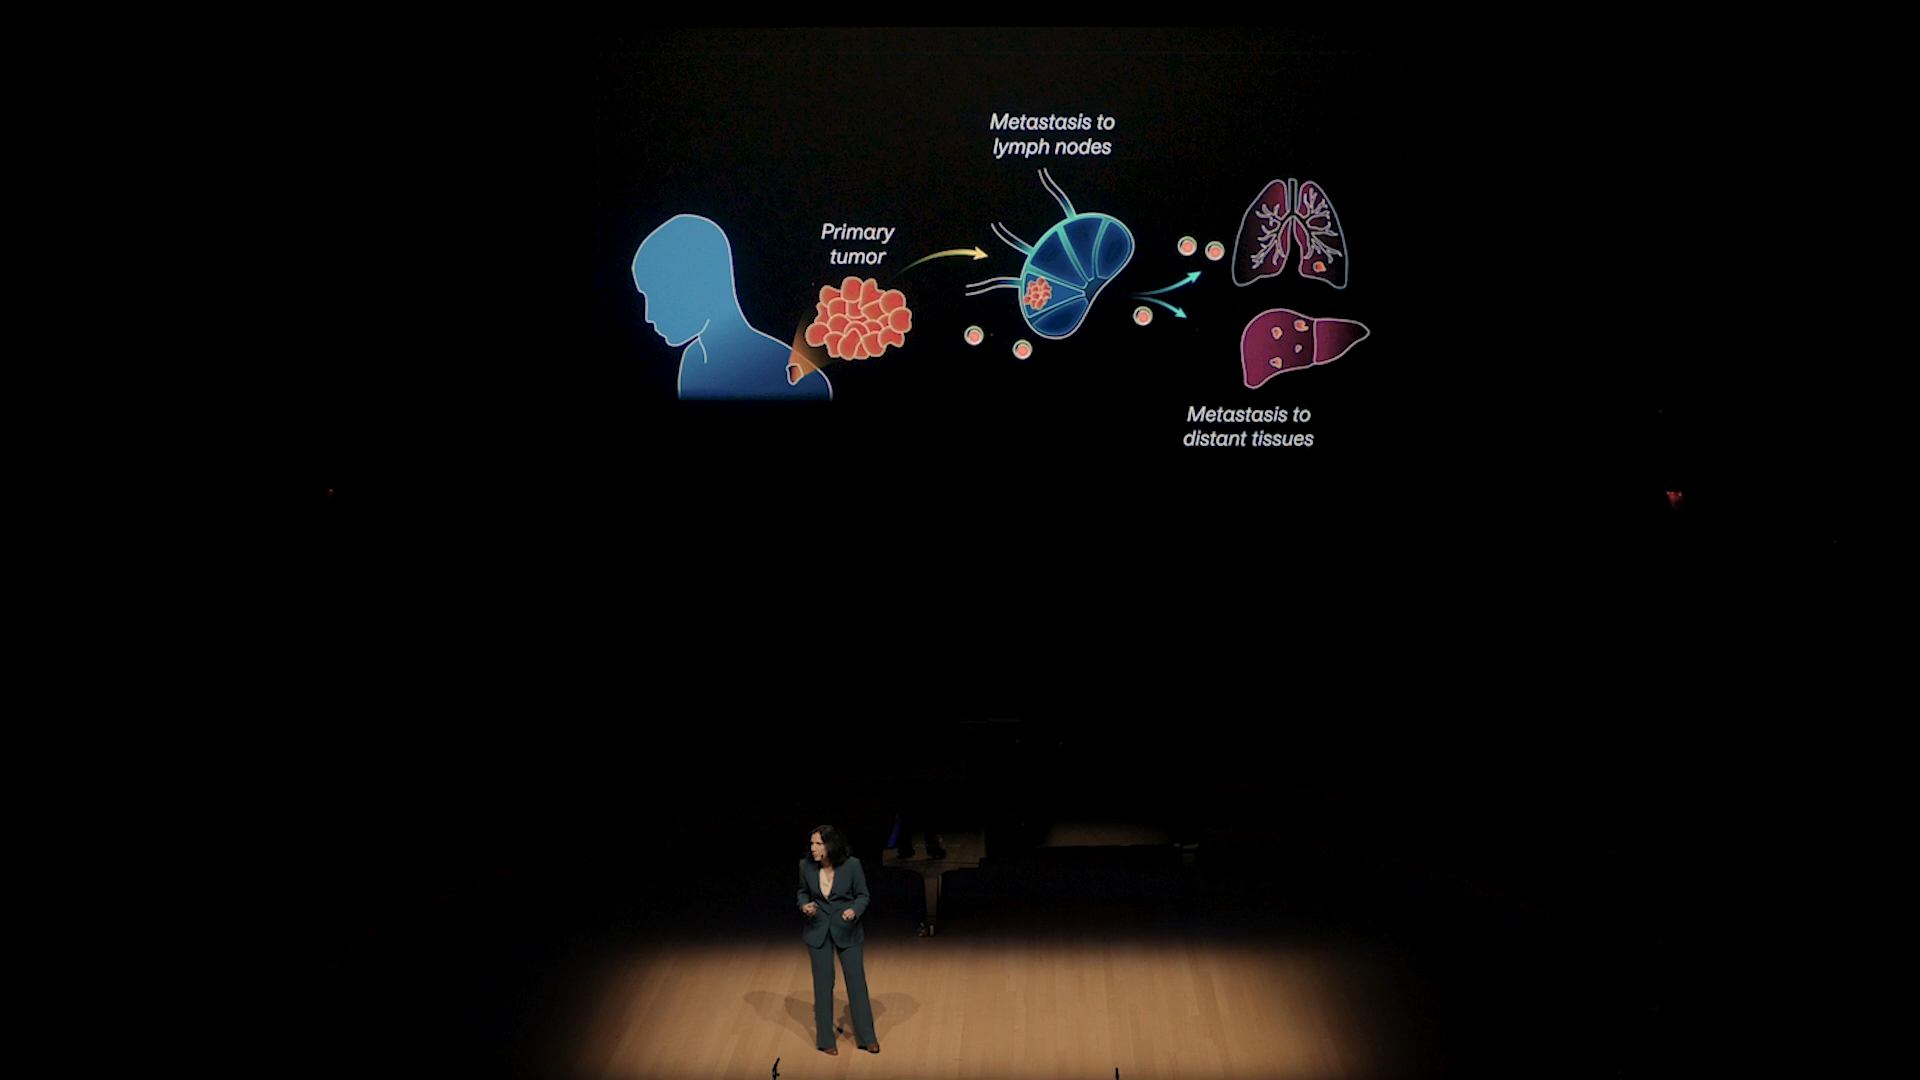 Metastasis to
lymph nodes
Primary
tumor
Metastasis to
distant tissues